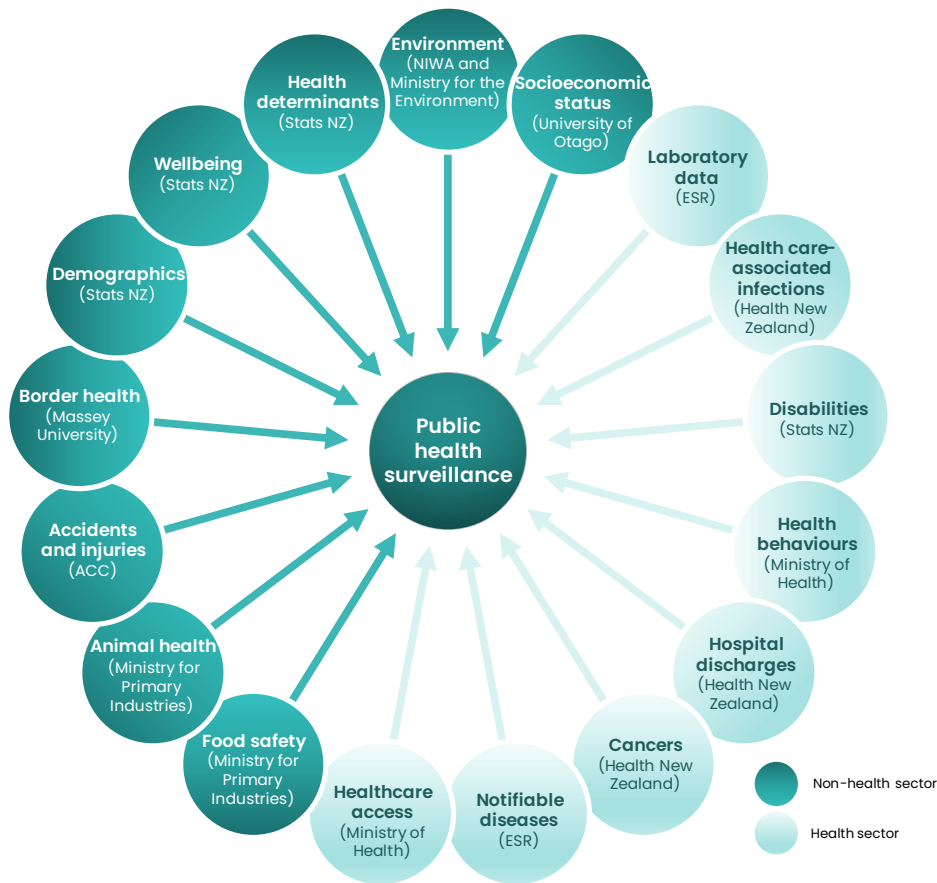 Environment
(NIWA and
Ministry for the
Environment)
Socioeconomic
status
(University of
Otago)
Laboratory
data
(ESR)
Health care-
associated
infections
(Health New
Zealand)
Disabilities
(Stats NZ)
Health
behaviours
(Ministry of
Health)
Hospital
discharges
(Health New
Zealand)
Cancers
(Health New
Zealand)
Notifiable
diseases
(ESR)
Healthcare
access
(Ministry of
Health)
Food safety
(Ministry for
Primary
Industries)
Animal health
(Ministry for
Primary
Industries)
Accidents
and injuries
(ACC)
Border health
(Massey
University)
Demographics
(Stats NZ)
Wellbeing
(Stats NZ)
Health
determinants
(Stats NZ)
Public
health
surveillance
Non-health sector
Health sector